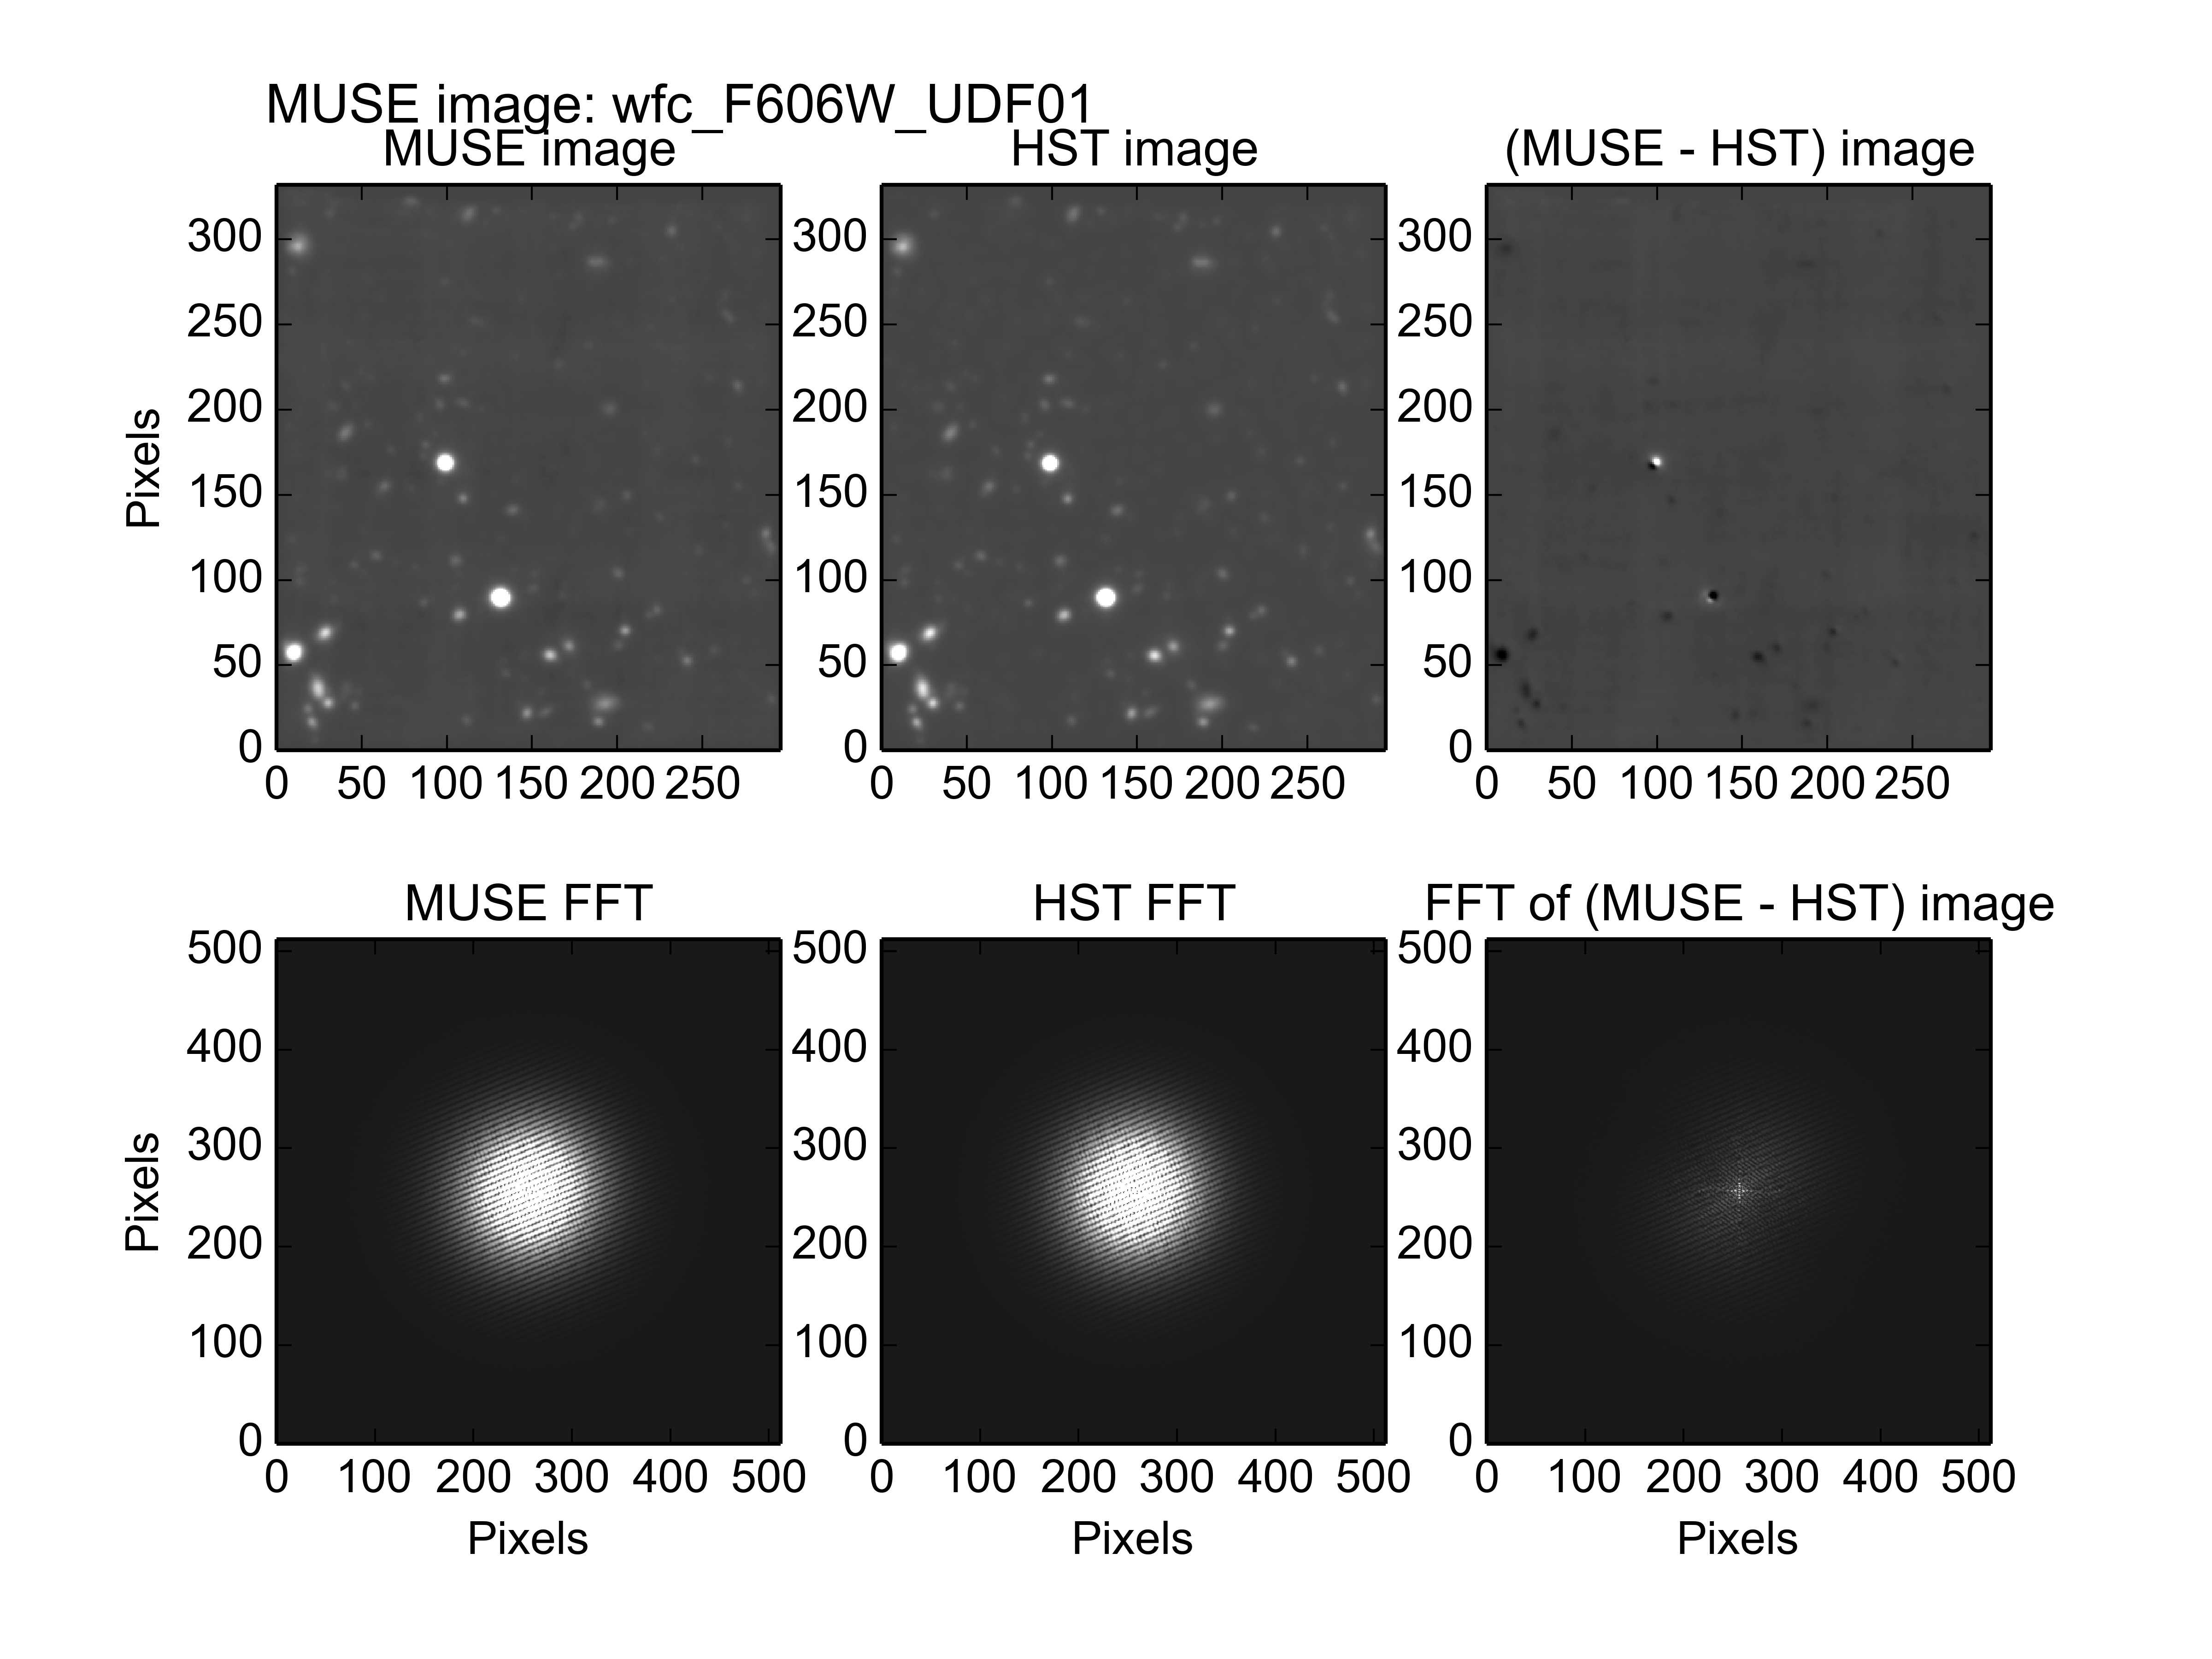 MUSE image: wfc_F606W_UDF01
MUSE image HST image (MUSE - HST) image
300 300 300
250 250 250
200 200 200
150 150 150
100 100 100
50 50 50
0 0 0
Pixels
0 50 100 150 200 250 0 50 100 150 200 250 0 50 100 150 200 250
MUSE FFT HST FFT FFT of (MUSE - HST) image
500 500 500
400 400 400
300 300 300
200 200 200
100 100 100
0 0 0
Pixels
0 100 200 300 400 500 0 100 200 300 400 500 0 100 200 300 400 500
Pixels Pixels Pixels